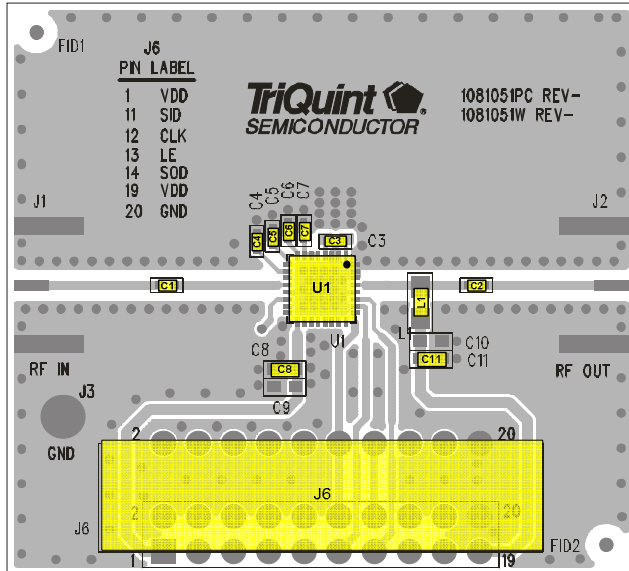 FID1
J6
PIN LABEL
1 VDD
11 SID
12 CLK
13 LE
14 SOD
19 VDD
20 GND
TriQuint
SEMICONDUCTOR
1081051PC REV-
1081051W REV-
J1
J2
C4
C5
C6
C7
C4
C5
C6
C7
C3
C3
C1
U1
L1
C2
L1
U1
C10
C11
C11
C8
C8
C9
RF IN
RF OUT
J3
GND
2
20
J6
2
20
J6
FID2
1
19